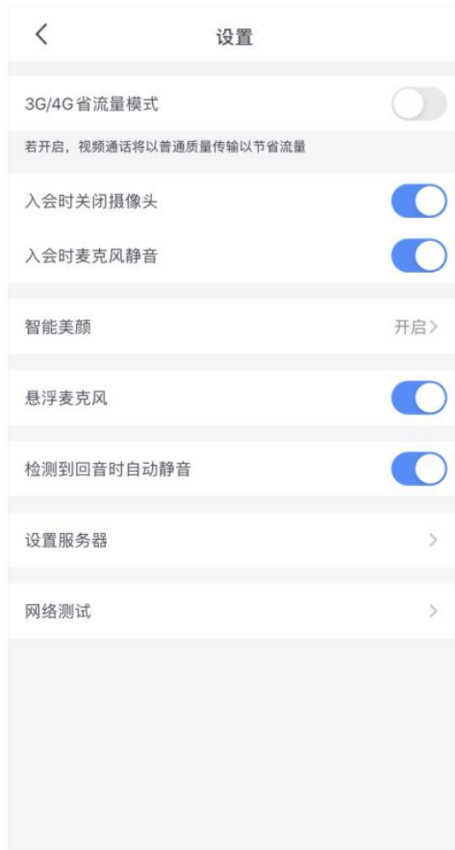 设置
3G/4G省流量模式
若开启，视频通话将以普通质量传输以节省流量
入会时关闭摄像头
入会时麦克风静音
智能美颜 开启
悬浮麦克风
检测到回音时自动静音
设置服务器
网络测试